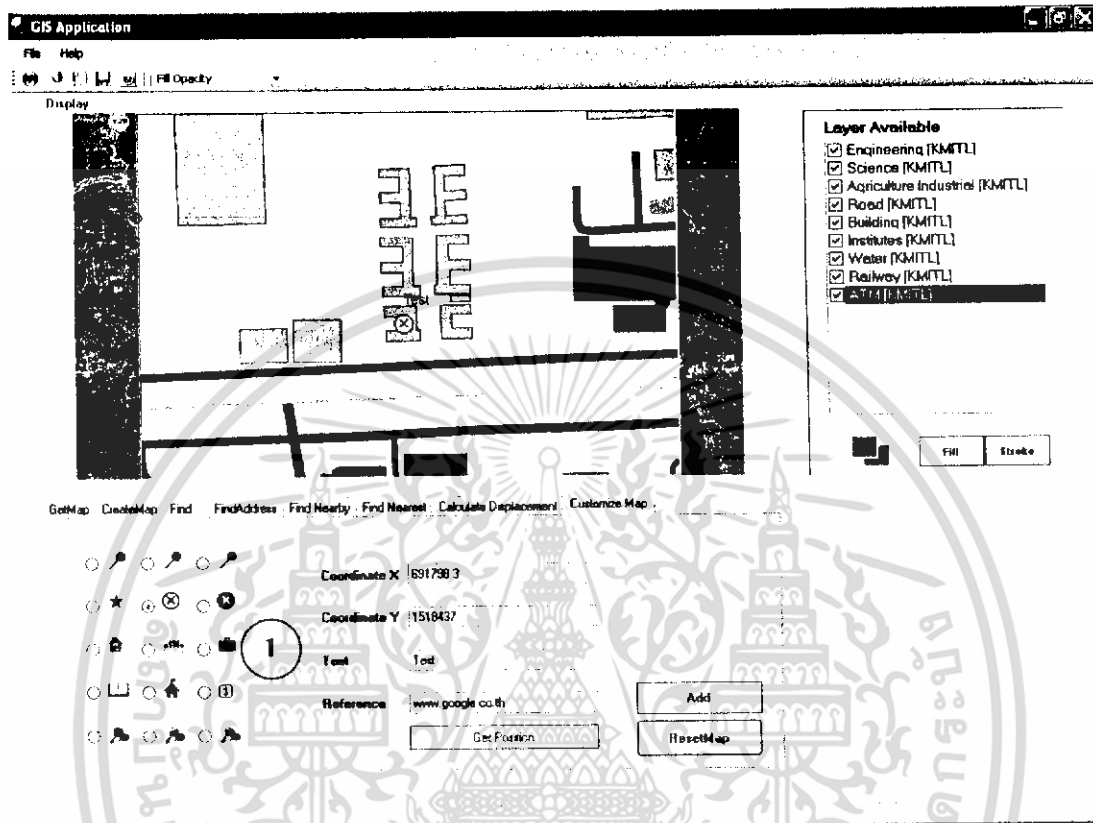 GIS Application
File Help
Fill Opacity
Display
Test
Layer Available
Engineering [KMITL]
Science [KMITL]
Agriculture Industrial [KMITL]
Road [KMITL]
Building [KMITL]
Institutes [KMITL]
Water [KMITL]
Railway [KMITL]
ATM [KMITL]
Fill Stroke
GetMap CreateMap Find FindAddress Find Nearby Find Nearest Calculate Displacement Customize Map
Coordinate X 691798.3
Coordinate Y 1518437
1
Text Test
Reference www.google.co.th
Get Position
Add
ResetMap